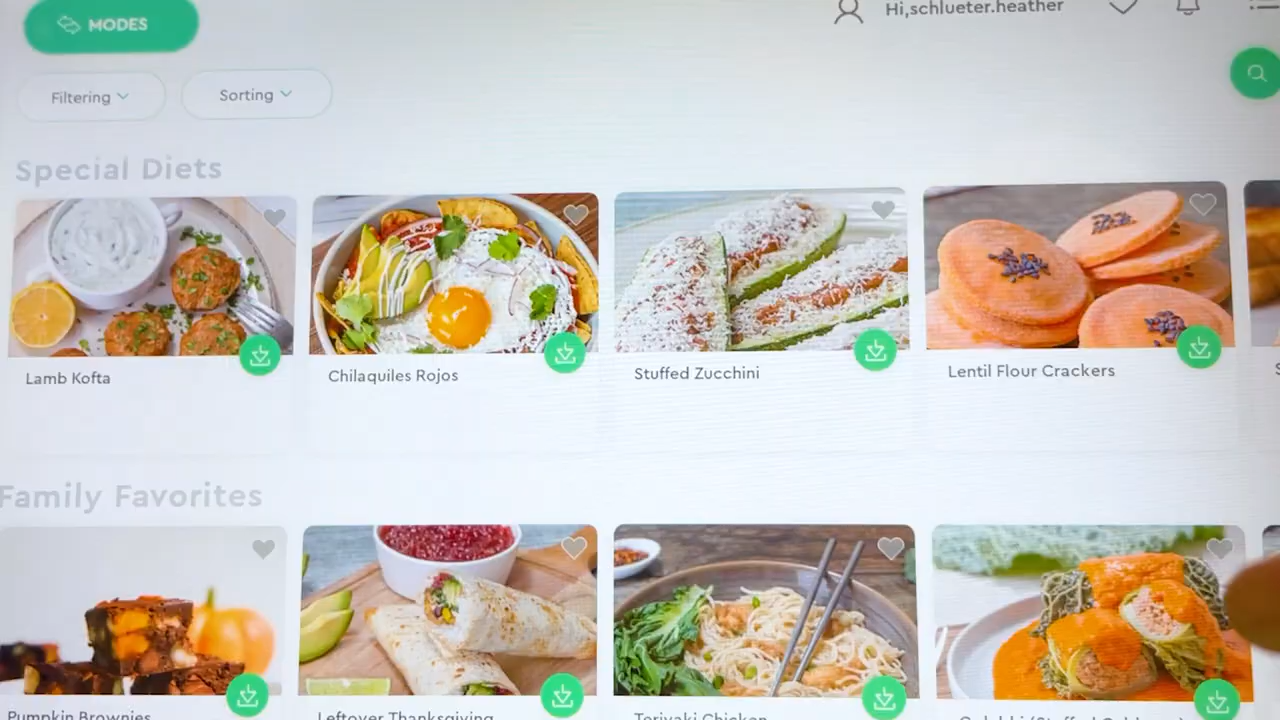 MODES
Hi,schlueter.heather
Filtering
Sorting
Special Diets
Lamb Kofta
Chilaquiles Rojos
Stuffed Zucchini
Lentil Flour Crackers
Family Favorites
Pumpkin Brownies
Leftover Thanksgiving
Teriyaki Chicken